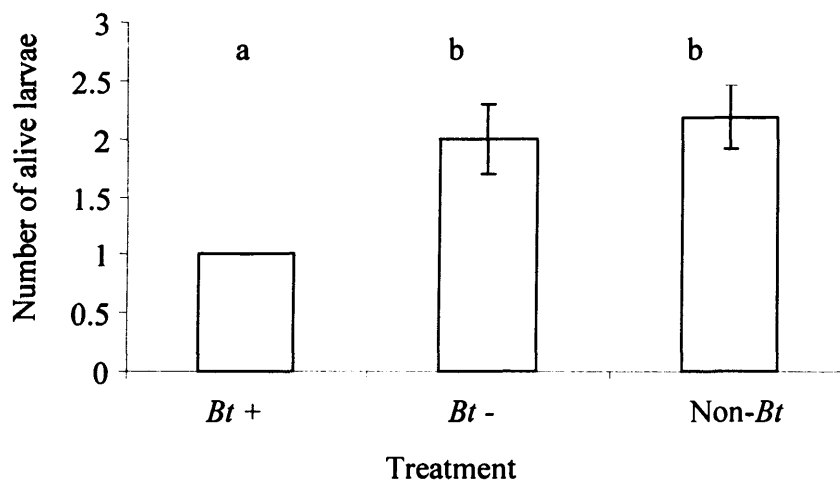 3
a b b
2.5
2
1.5
1
0.5
0
Number of alive larvae
Bt + Bt - Non-Bt
Treatment